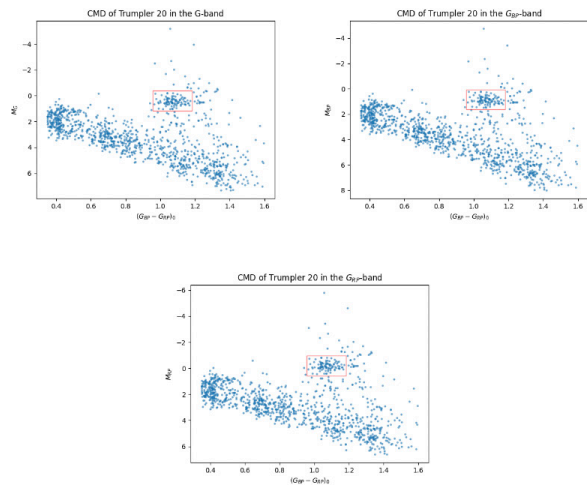 CMD of Trumpler 20 in the G-band
−4
−2
0
2
4
6
M_G
0.4 0.6 0.8 1.0 1.2 1.4 1.6
(G_BP − G_RP)_0
CMD of Trumpler 20 in the G_BP-band
−4
−2
0
2
4
6
8
M_BP
0.4 0.6 0.8 1.0 1.2 1.4 1.6
(G_BP − G_RP)_0
CMD of Trumpler 20 in the G_RP-band
−6
−4
−2
0
2
4
6
M_RP
0.4 0.6 0.8 1.0 1.2 1.4 1.6
(G_BP − G_RP)_0